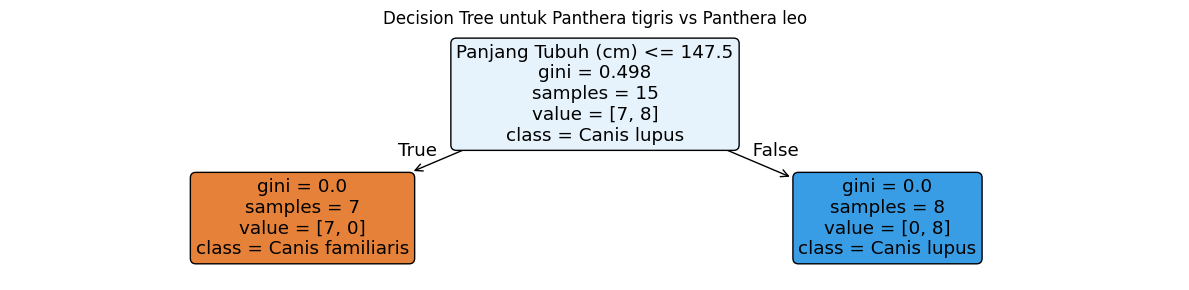 Decision Tree untuk Panthera tigris vs Panthera leo
Panjang Tubuh (cm) <= 147.5
gini = 0.498
samples = 15
value = [7, 8]
class = Canis lupus
True
False
gini = 0.0
samples = 7
value = [7, 0]
class = Canis familiaris
gini = 0.0
samples = 8
value = [0, 8]
class = Canis lupus